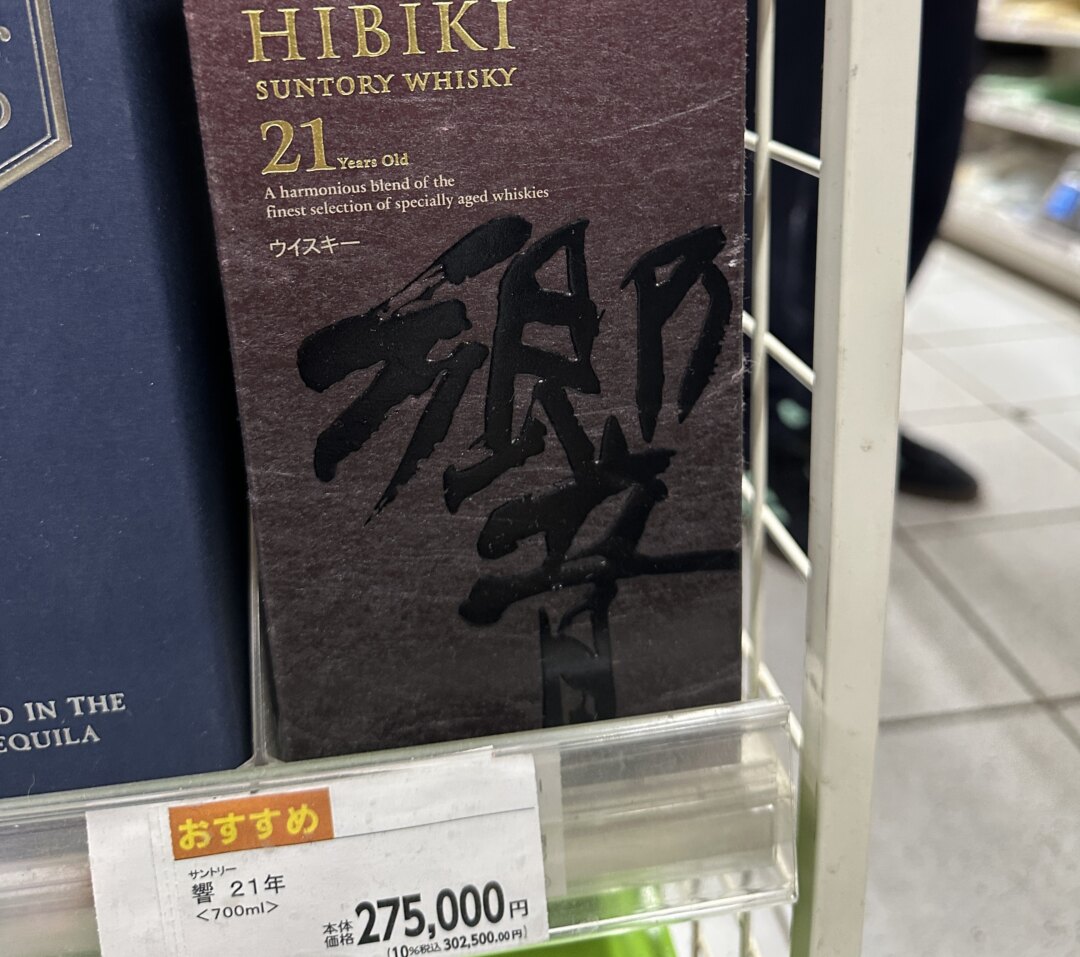 HIBIKI
SUNTORY WHISKY
21 Years Old
A harmonious blend of the
finest selection of specially aged whiskies
ウイスキー
響
D IN THE
EQUILA
おすすめ
サントリー
響 21年
<700ml>
本体価格 275,000円
(10%税込 302,500.00円)